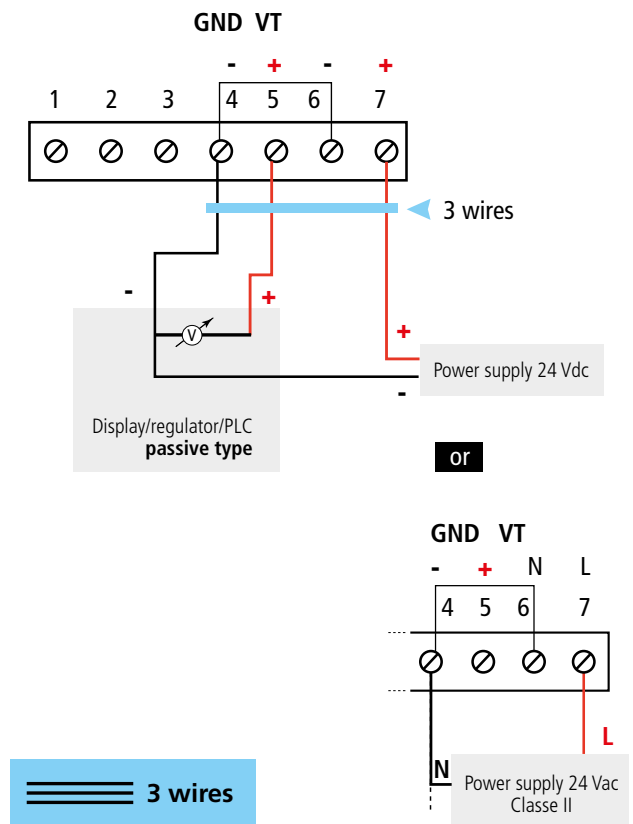 GND VT
- + - +
1 2 3 4 5 6 7
3 wires
-
+
V
+
Power supply 24 Vdc
-
Display/regulator/PLC
passive type
or
GND VT
- + N L
4 5 6 7
L
N
Power supply 24 Vac
Classe II
3 wires